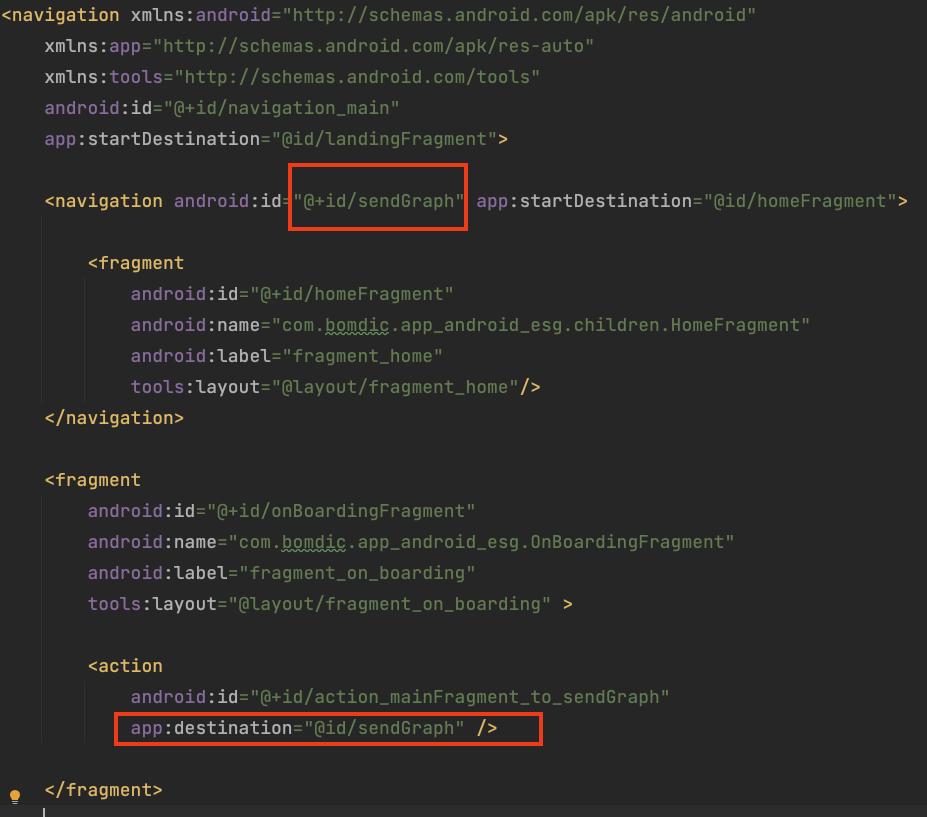 <navigation xmlns:android="http://schemas.android.com/apk/res/android"
xmlns:app="http://schemas.android.com/apk/res-auto"
xmlns:tools="http://schemas.android.com/tools"
android:id="@+id/navigation_main"
app:startDestination="@id/landingFragment">
<navigation android:id="@+id/sendGraph" app:startDestination="@id/homeFragment">
<fragment
android:id="@+id/homeFragment"
android:name="com.bomdic.app_android_esg.children.HomeFragment"
android:label="fragment_home"
tools:layout="@layout/fragment_home"/>
</navigation>
<fragment
android:id="@+id/onBoardingFragment"
android:name="com.bomdic.app_android_esg.OnBoardingFragment"
android:label="fragment_on_boarding"
tools:layout="@layout/fragment_on_boarding" >
<action
android:id="@+id/action_mainFragment_to_sendGraph"
app:destination="@id/sendGraph" />
</fragment>